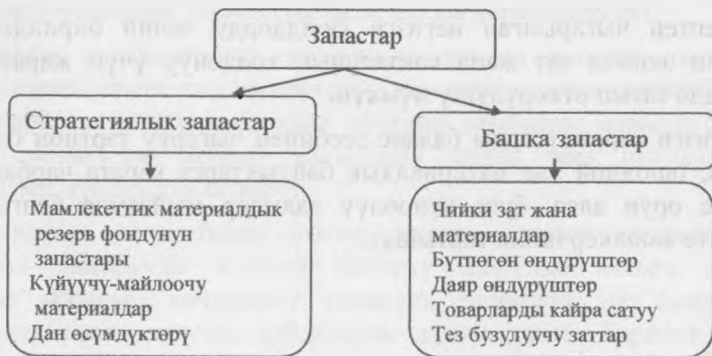 Запастар
Стратегиялык запастар
Башка запастар
Мамлекеттик материалдык
резерв фондунун
запастары
Күйүүчү-майлоочу
материалдар
Дан өсүмдүктөрү
Чийки зат жана
материалдар
Бүтпөгөн өндүрүштөр
Даяр өндүрүштөр
Товарларды кайра сатуу
Тез бузулуучу заттар